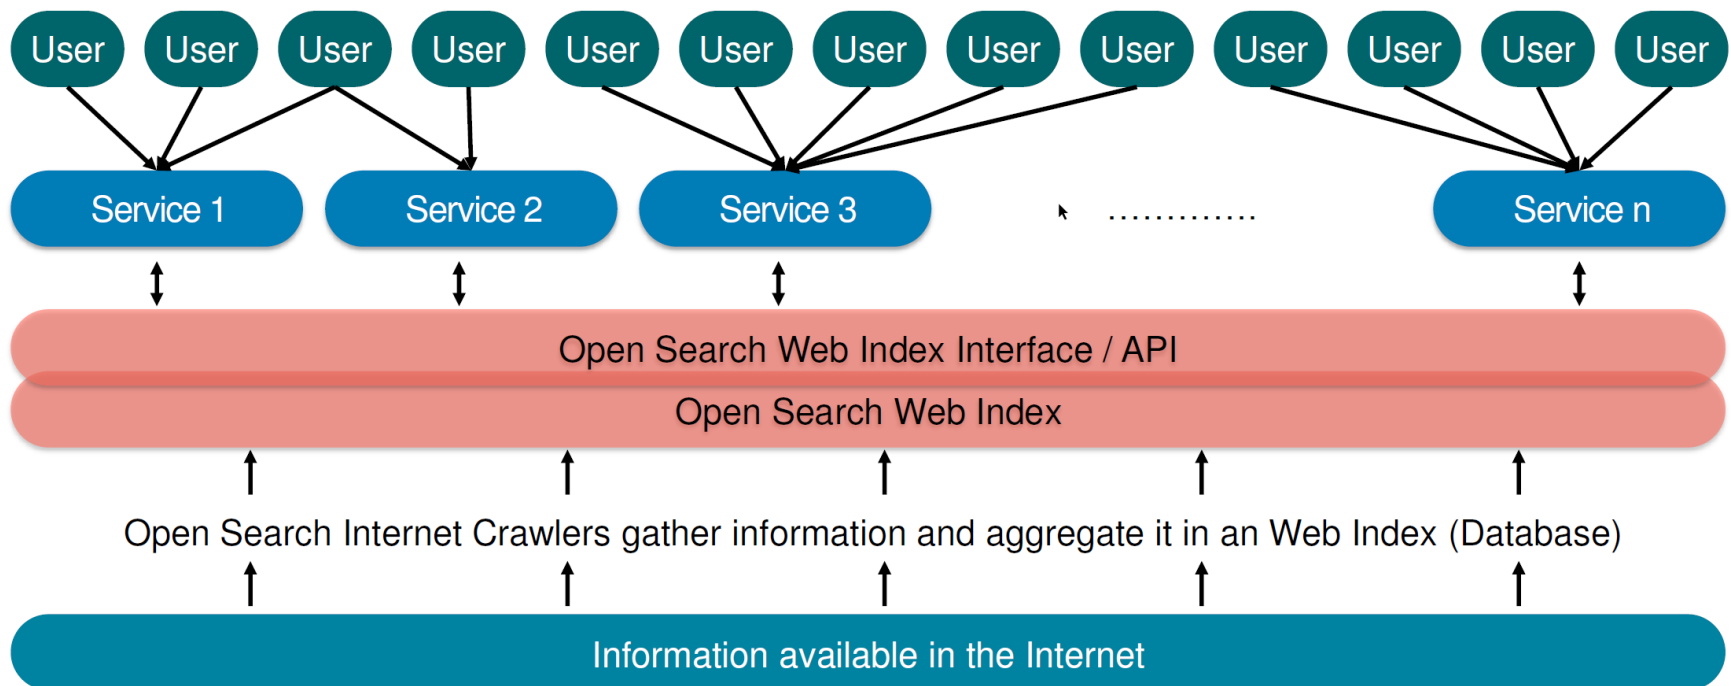 User User User User User User User User User User User User User
Service 1 Service 2 Service 3 ............. Service n
Open Search Web Index Interface / API
Open Search Web Index
Open Search Internet Crawlers gather information and aggregate it in an Web Index (Database)
Information available in the Internet